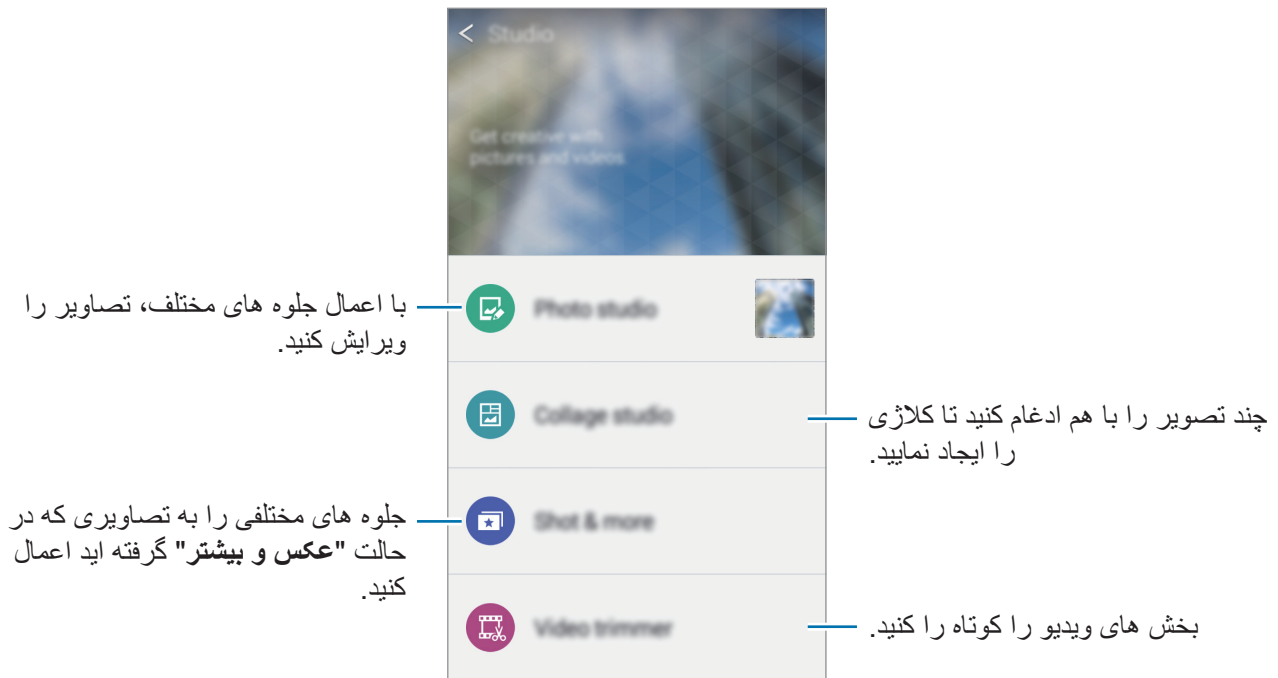 Studio
Get creative with
pictures and videos
Photo studio
با اعمال جلوه های مختلف، تصاویر را
ویرایش کنید.
Collage studio
چند تصویر را با هم ادغام کنید تا کلاژی
را ایجاد نمایید.
Shot & more
جلوه های مختلفی را به تصاویری که در
حالت "عکس و بیشتر" گرفته اید اعمال
کنید.
Video trimmer
بخش های ویدیو را کوتاه را کنید.